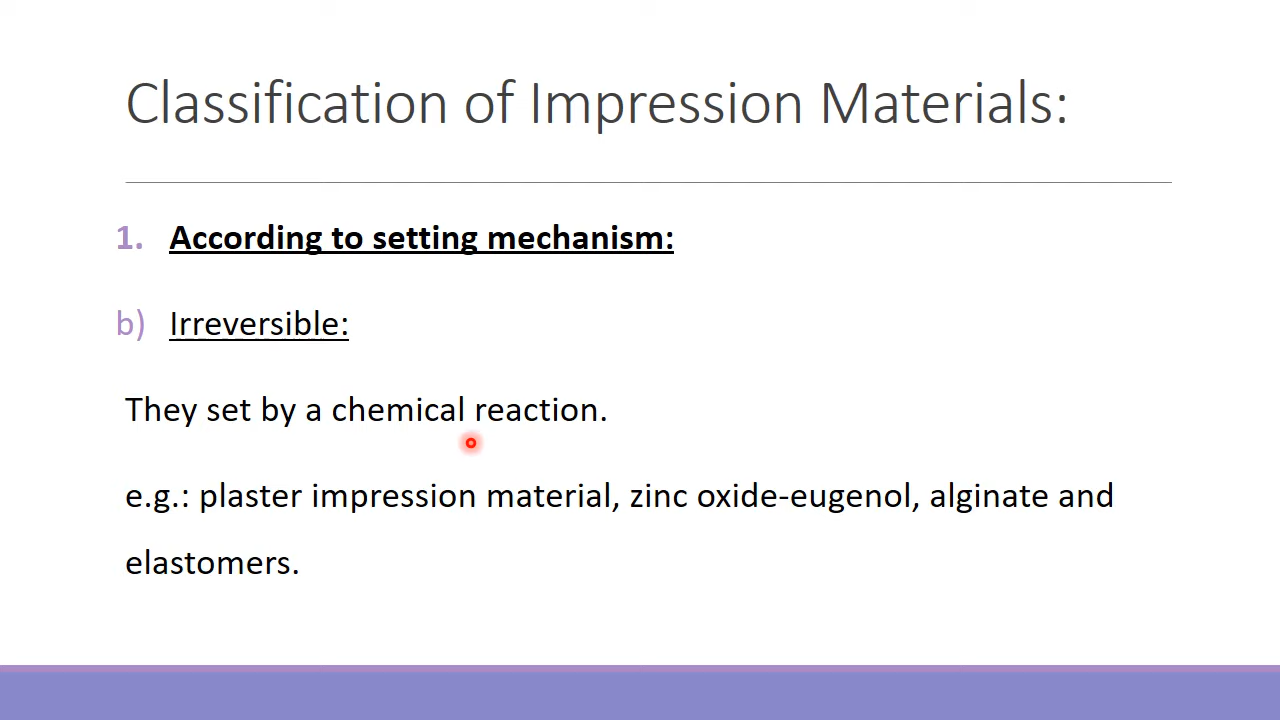 Classification of Impression Materials:
1. According to setting mechanism:
b) Irreversible:
They set by a chemical reaction.
e.g.: plaster impression material, zinc oxide-eugenol, alginate and
elastomers.